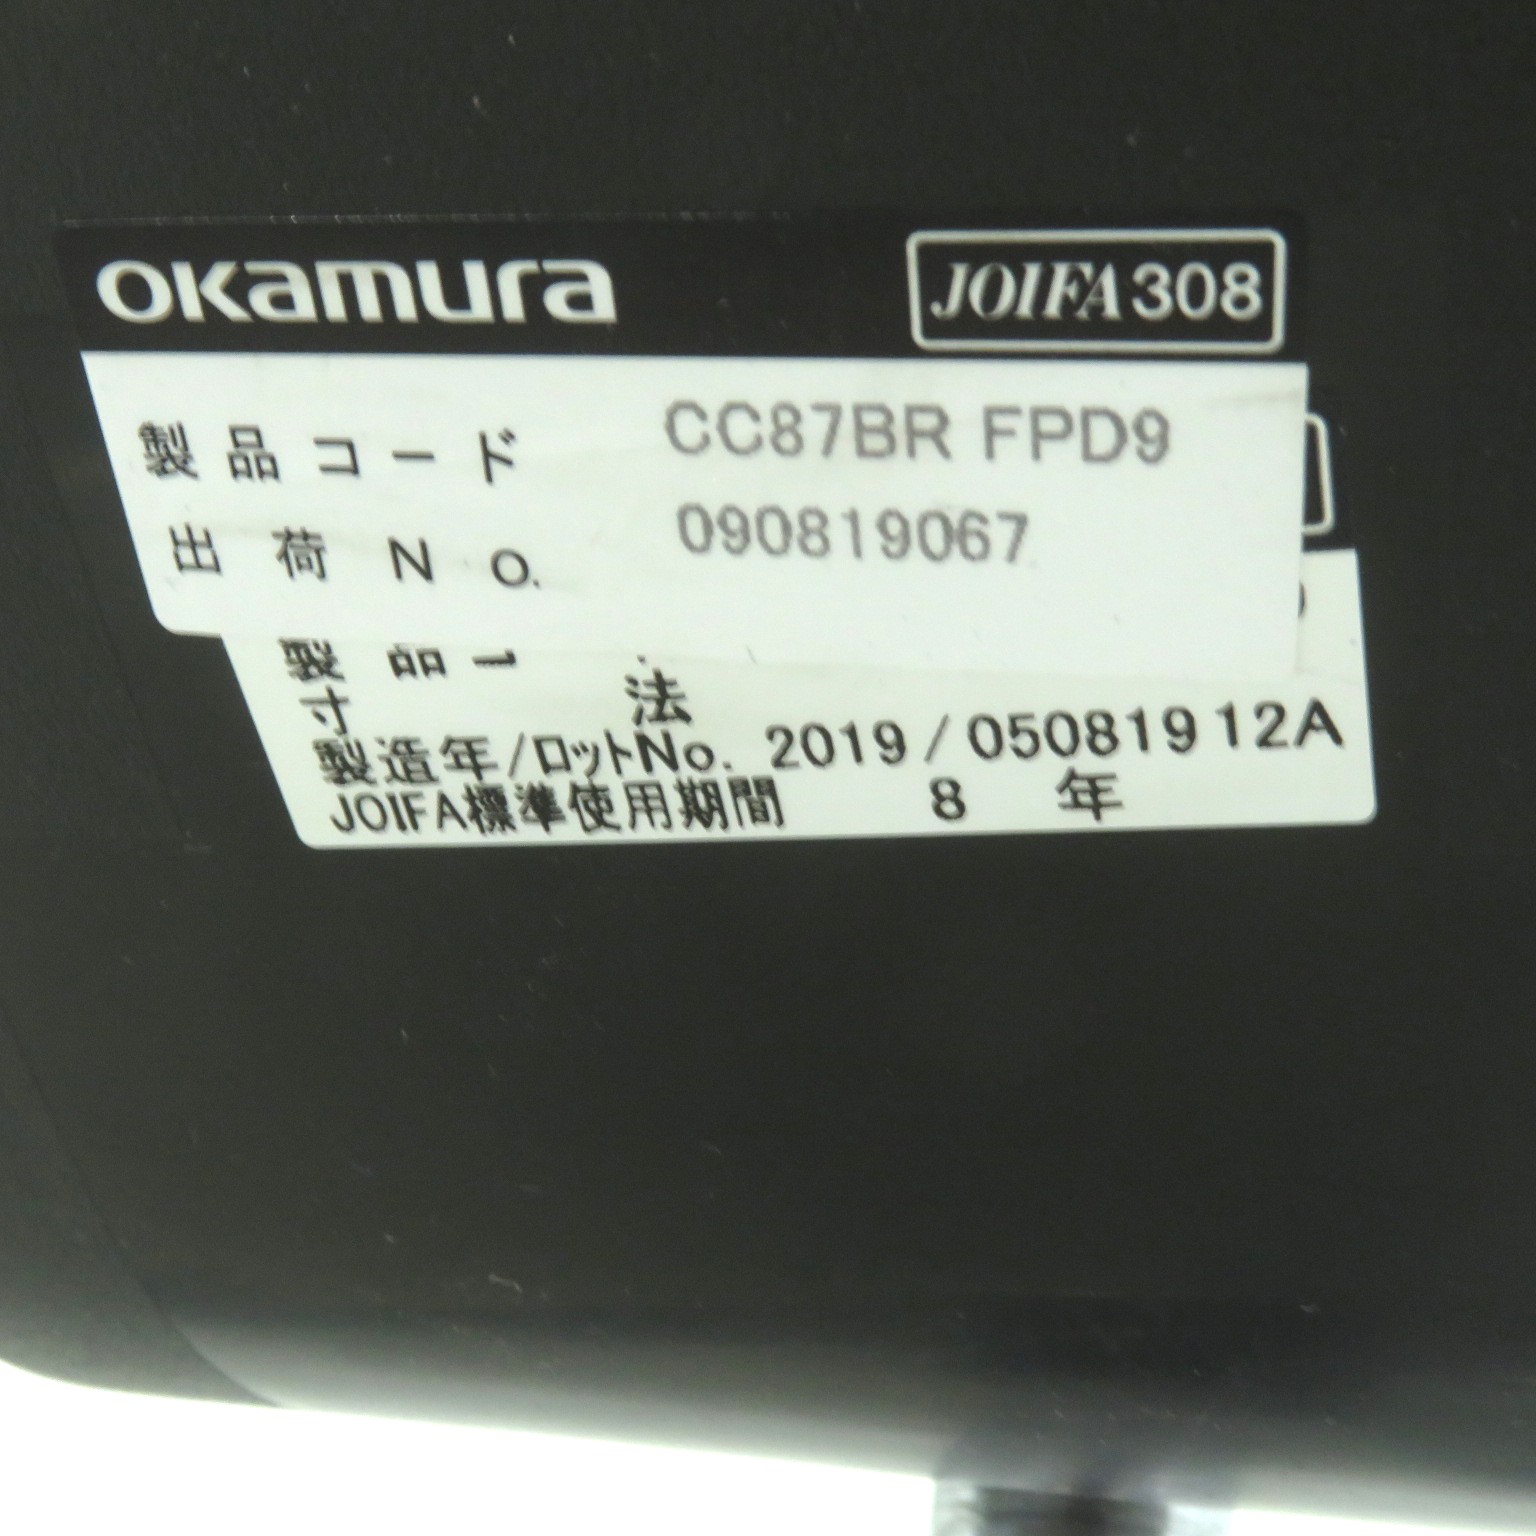 okamura
JOIFA308
製品コード CC87BR FPD9
出荷No. 090819067
製品
寸法
製造年/ロットNo. 2019/05081912A
JOIFA標準使用期間 8年